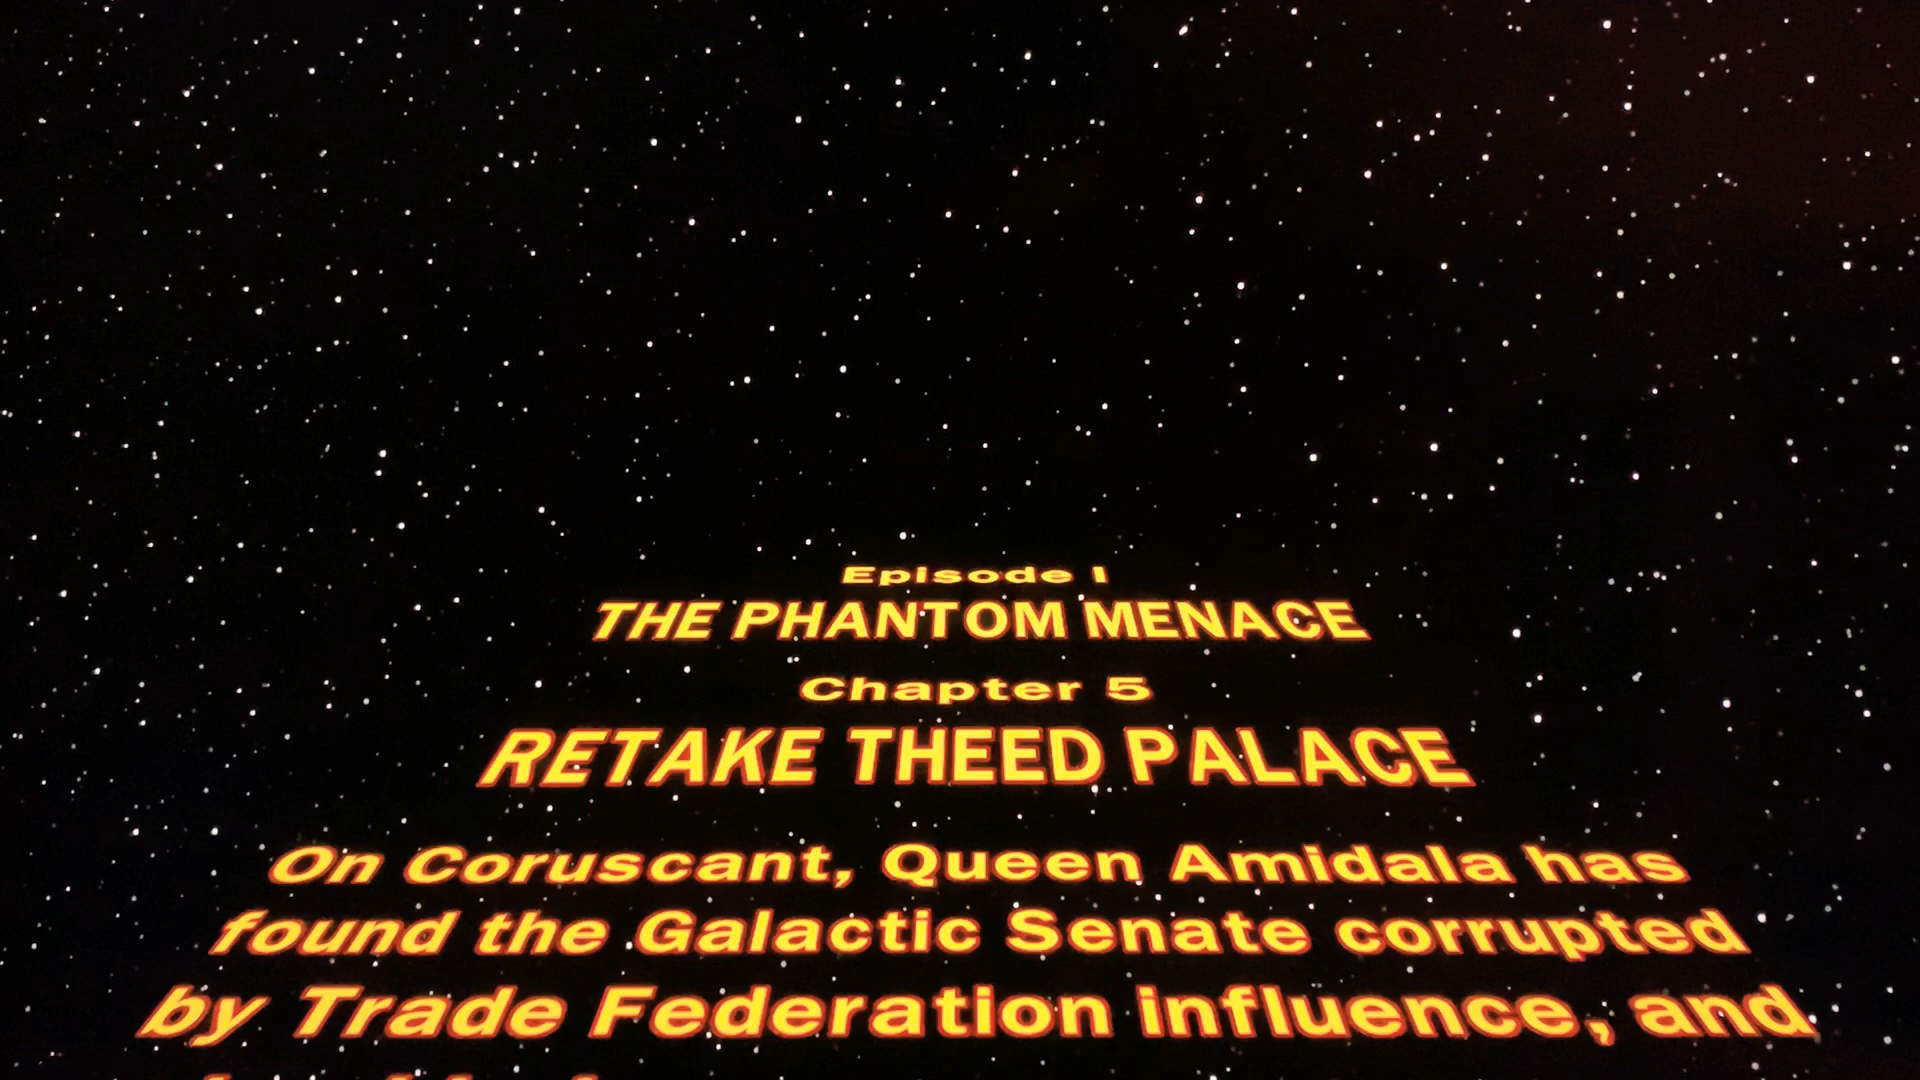 Episode I
THE PHANTOM MENACE
Chapter 5
RETAKE THEED PALACE
On Coruscant, Queen Amidala has
found the Galactic Senate corrupted
by Trade Federation influence, and